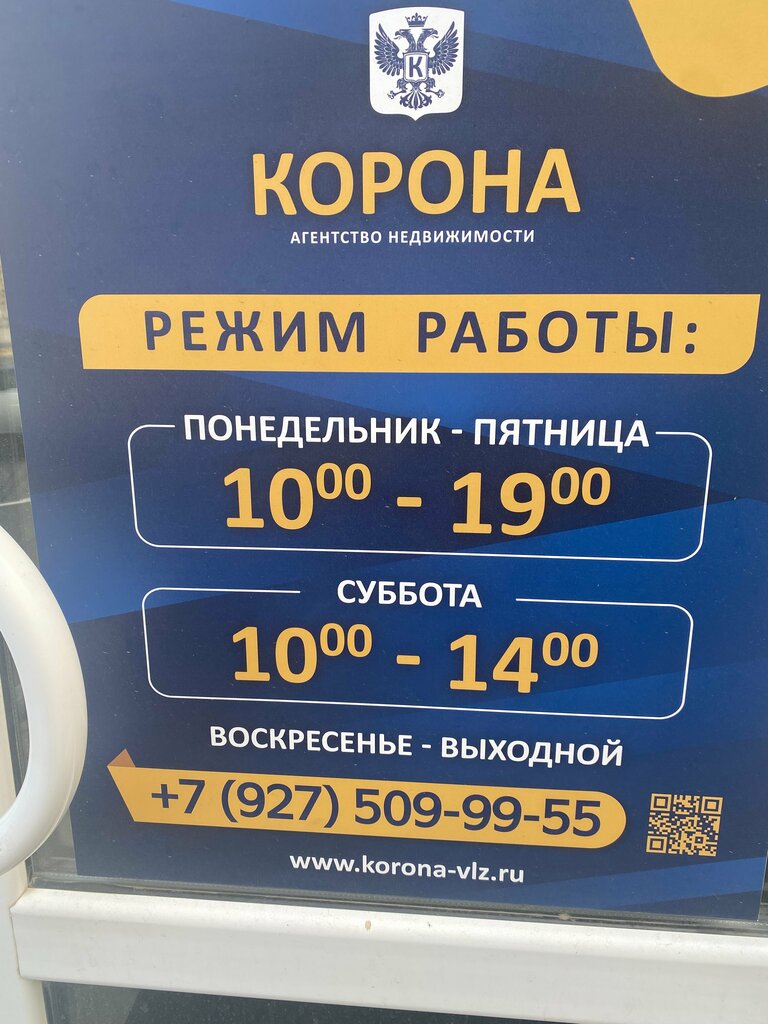 К
КОРОНА
АГЕНТСТВО НЕДВИЖИМОСТИ
РЕЖИМ РАБОТЫ:
ПОНЕДЕЛЬНИК - ПЯТНИЦА
10⁰⁰ - 19⁰⁰
СУББОТА
10⁰⁰ - 14⁰⁰
ВОСКРЕСЕНЬЕ - ВЫХОДНОЙ
+7 (927) 509-99-55
www.korona-vlz.ru